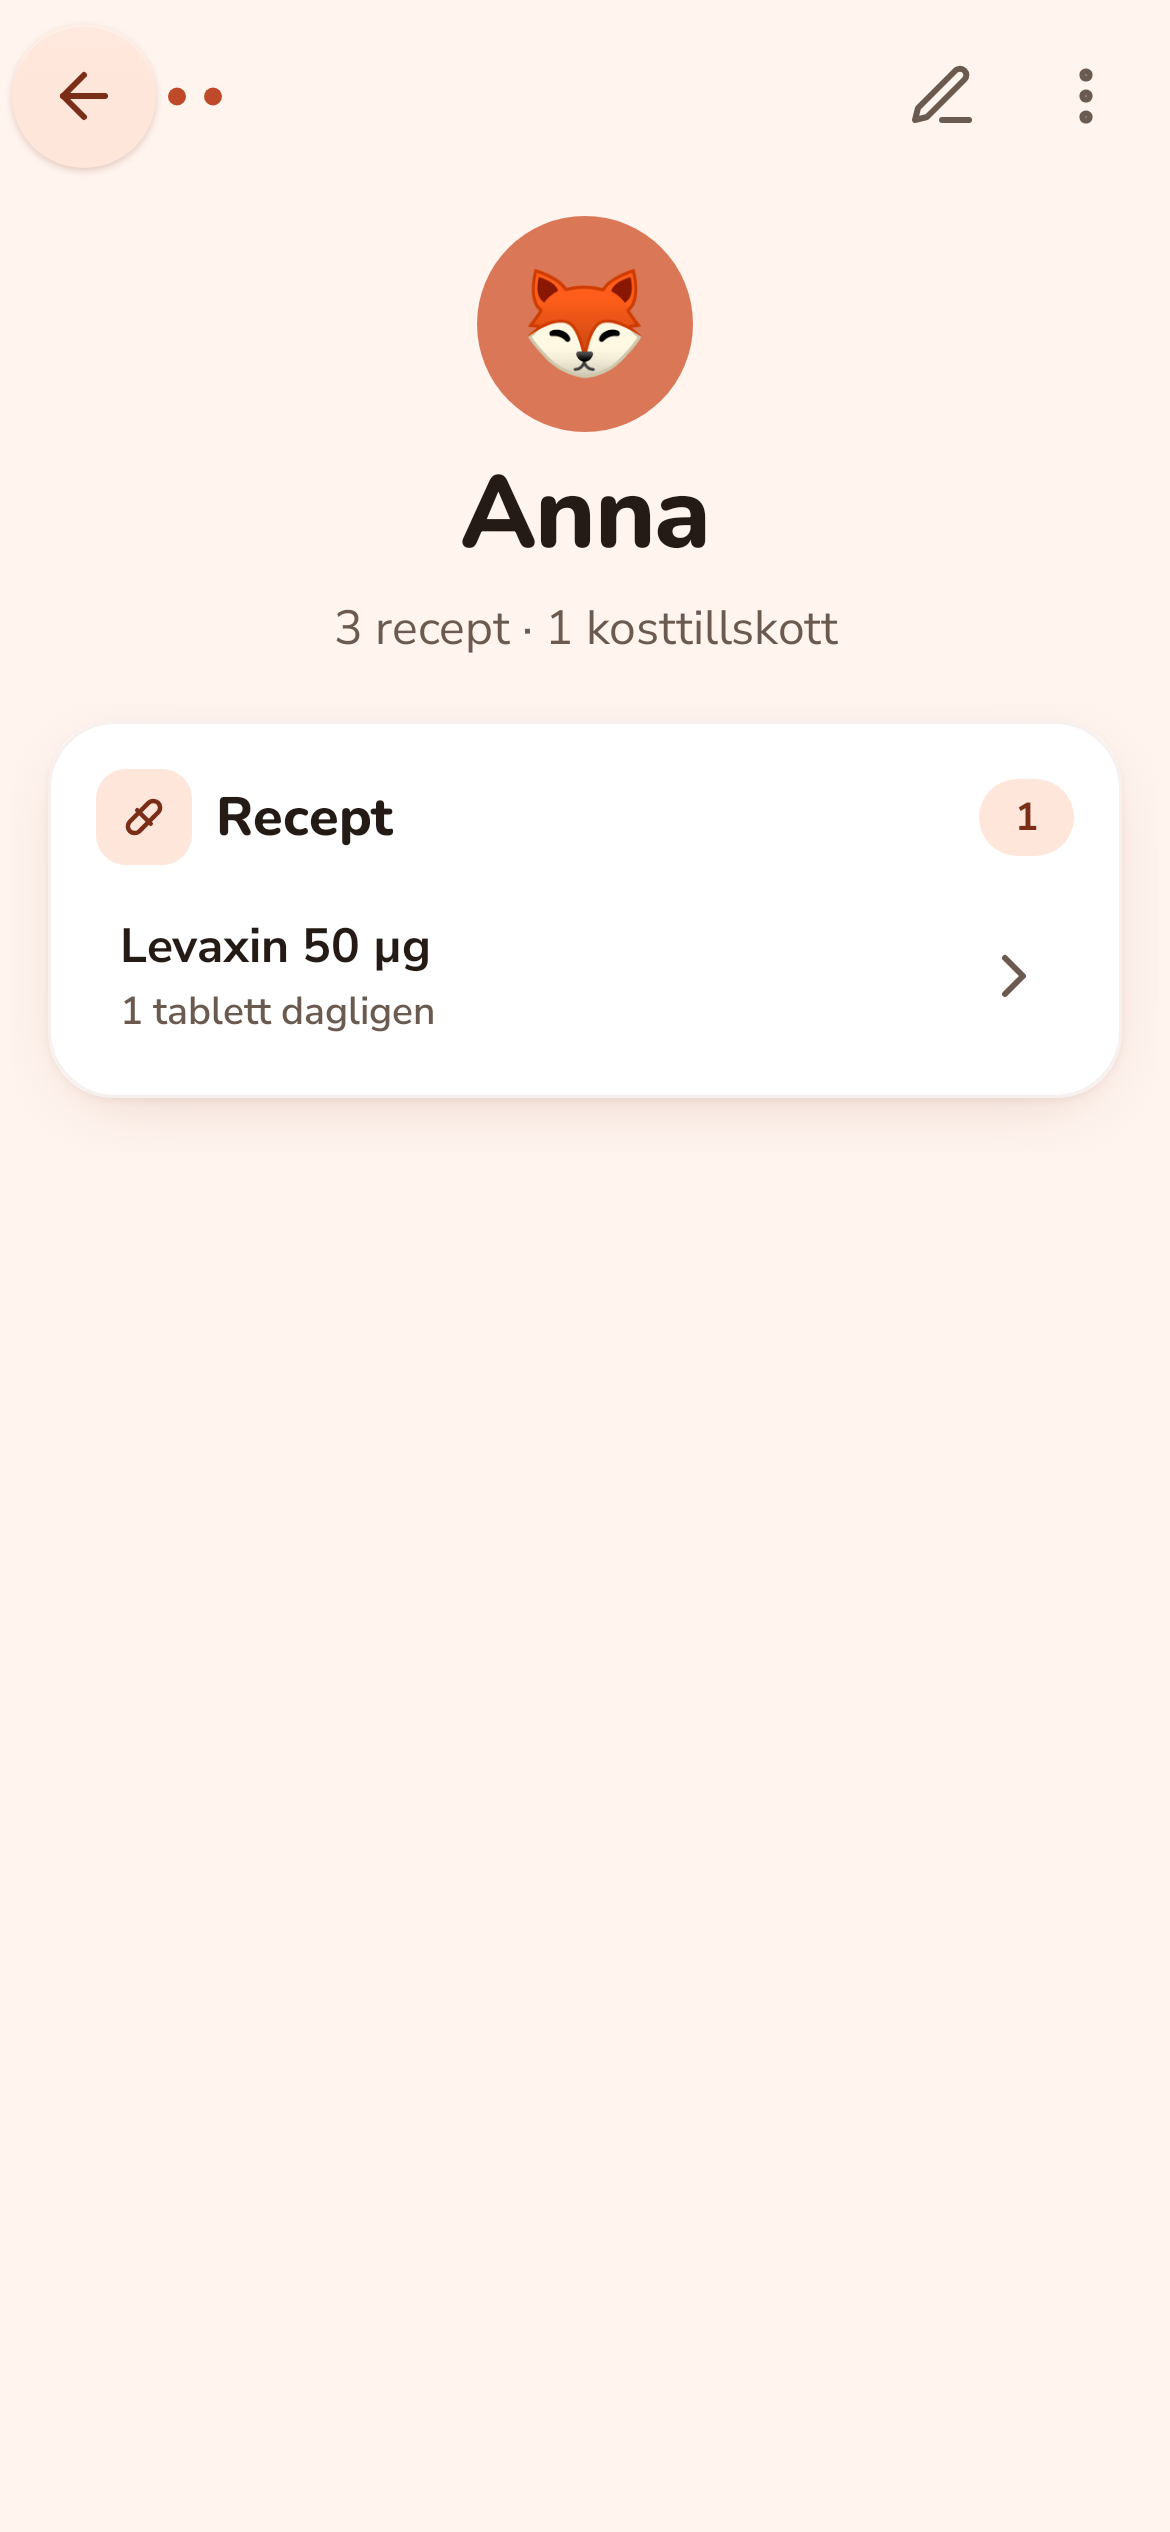 Anna
3 recept · 1 kosttillskott
Recept
1
Levaxin 50 µg
1 tablett dagligen